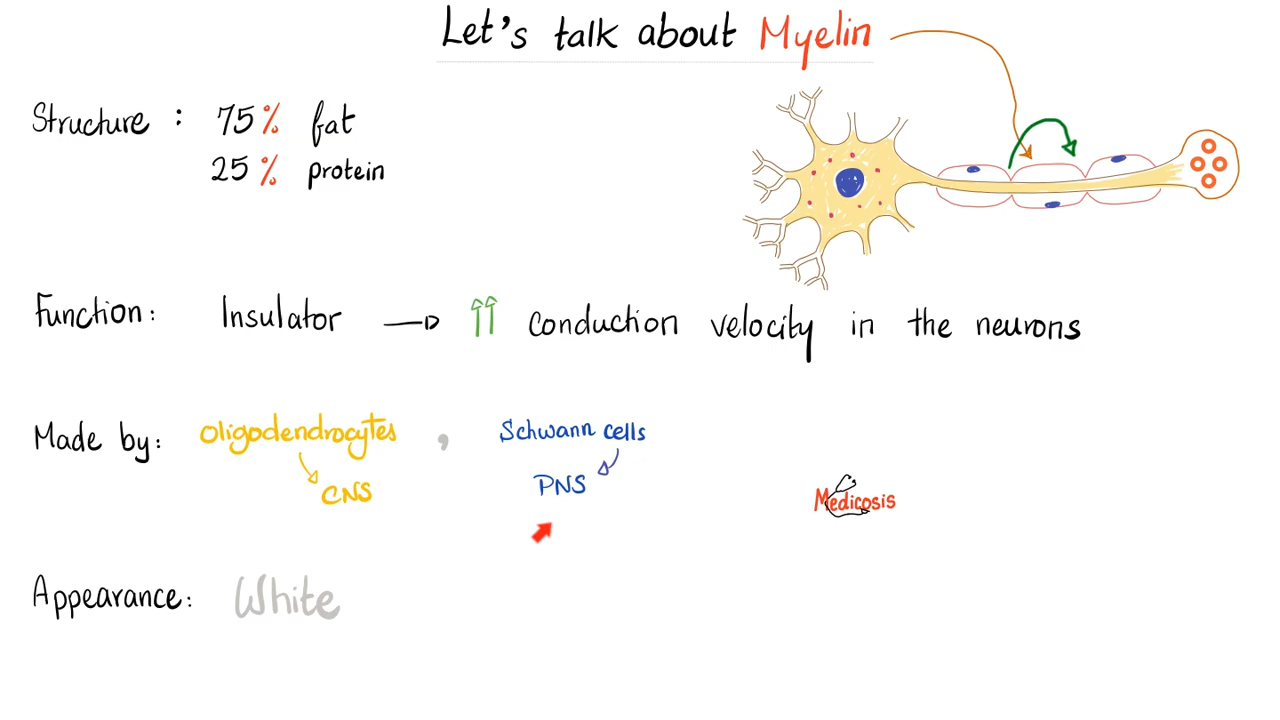 Let's talk about Myelin
Structure : 75% fat
25% protein
Function: Insulator → ↑↑ conduction velocity in the neurons
Made by: Oligodendrocytes , Schwann cells
CNS PNS
Medicosis
Appearance: White